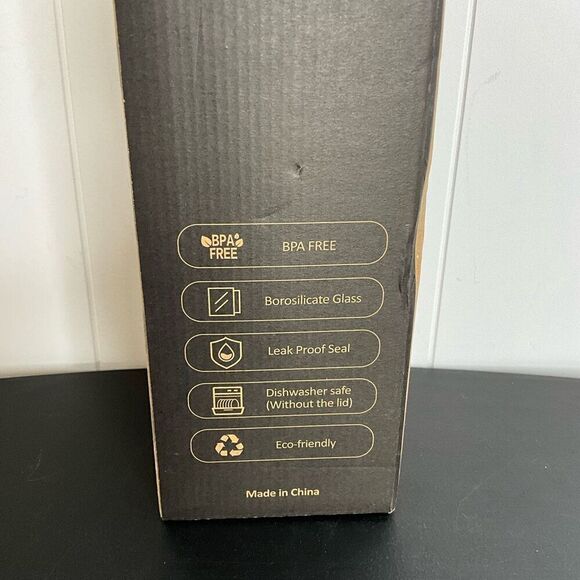 BPA FREE
BPA FREE
Borosilicate Glass
Leak Proof Seal
Dishwasher safe
(Without the lid)
Eco-friendly
Made in China